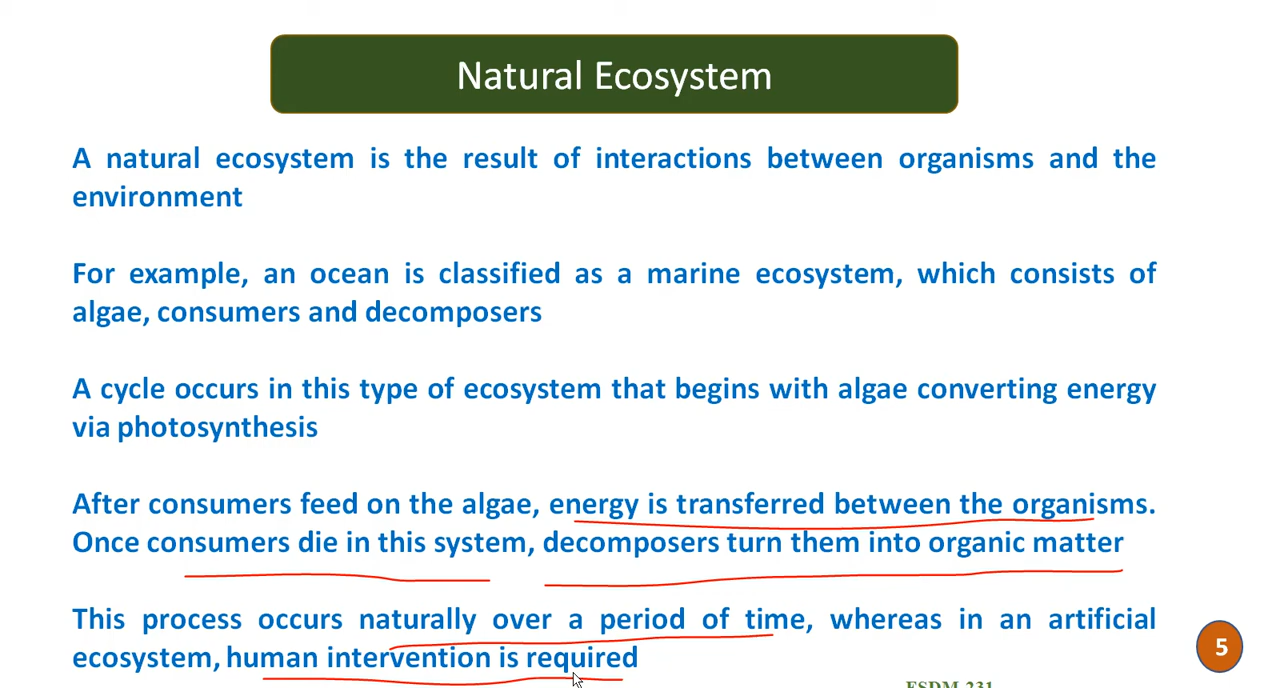 Natural Ecosystem
A natural ecosystem is the result of interactions between organisms and the
environment
For example, an ocean is classified as a marine ecosystem, which consists of
algae, consumers and decomposers
A cycle occurs in this type of ecosystem that begins with algae converting energy
via photosynthesis
After consumers feed on the algae, energy is transferred between the organisms.
Once consumers die in this system, decomposers turn them into organic matter
This process occurs naturally over a period of time, whereas in an artificial
ecosystem, human intervention is required
5